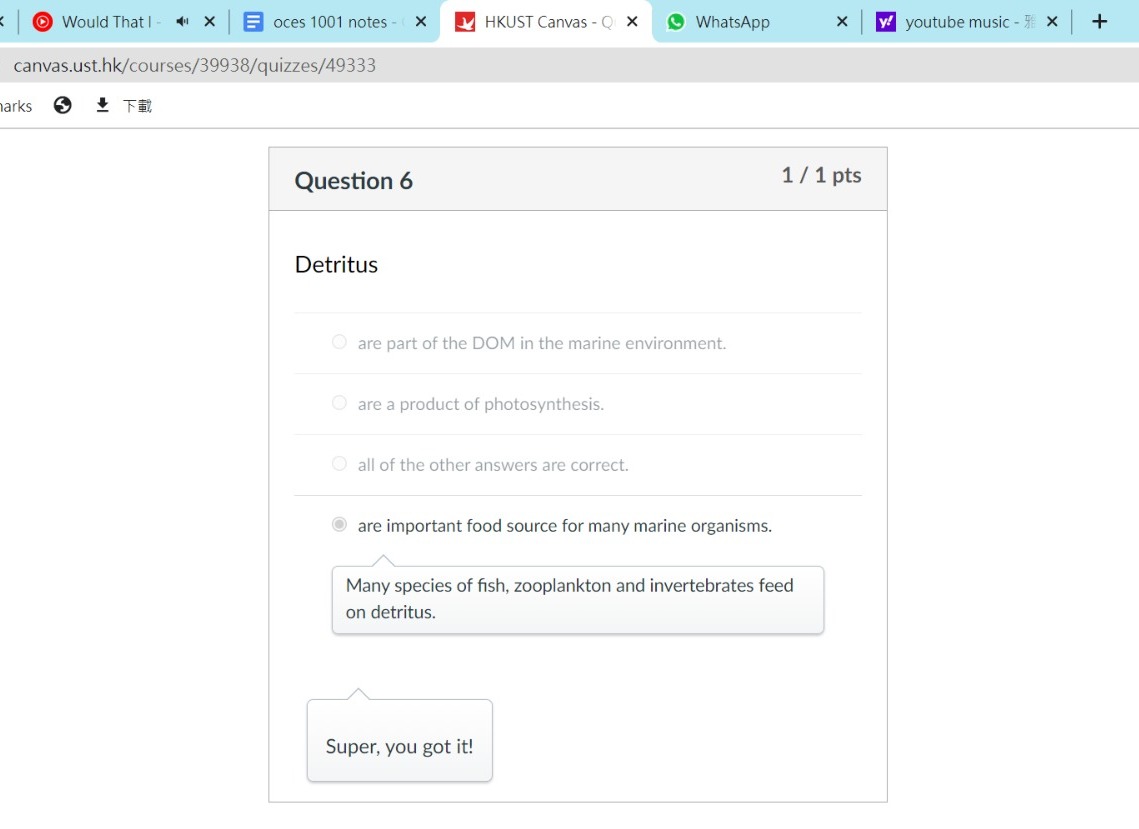 Would That I -
oces 1001 notes -
HKUST Canvas - Q
WhatsApp
youtube music - 雅
canvas.ust.hk/courses/39938/quizzes/49333
arks
下載
Question 6
1 / 1 pts
Detritus
are part of the DOM in the marine environment.
are a product of photosynthesis.
all of the other answers are correct.
are important food source for many marine organisms.
Many species of fish, zooplankton and invertebrates feed
on detritus.
Super, you got it!